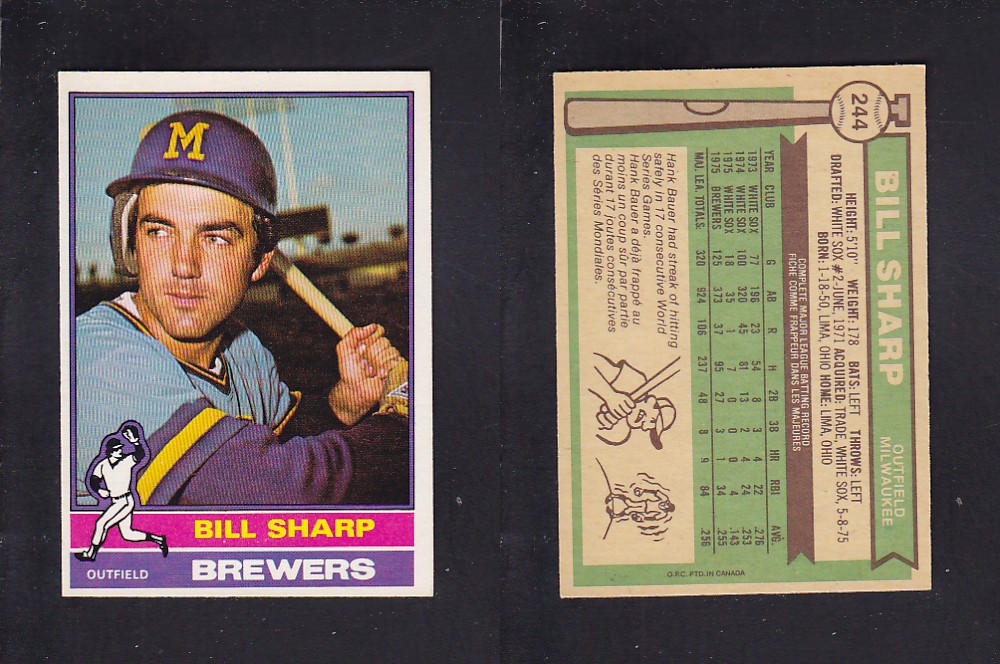 M
BILL SHARP
OUTFIELD
BREWERS
244
BILL SHARP
OUTFIELD
MILWAUKEE
HEIGHT: 5'10" WEIGHT: 178 BATS: LEFT THROWS: LEFT
DRAFTED: WHITE SOX #2-JUNE, 1971 ACQUIRED: TRADE, WHITE SOX, 5-8-75
BORN: 1-18-50, LIMA, OHIO HOME: LIMA, OHIO
COMPLETE MAJOR LEAGUE BATTING RECORD
FICHE COMME FRAPPEUR DANS LES MAJEURES
YEAR CLUB G AB R H 2B 3B HR RBI AVG.
1973 WHITE SOX 77 196 23 54 8 3 4 22 .276
1974 WHITE SOX 100 320 45 81 13 2 4 24 .253
1975 WHITE SOX 18 35 1 7 0 0 0 4 .143
1975 BREWERS 125 373 37 95 27 3 1 34 .255
MAJ. LEA. TOTALS: 320 924 106 237 48 8 9 84 .256
Hank Bauer had streak of hitting
safely in 17 consecutive World
Series Games.
Hank Bauer a déjà frappé au
moins un coup sûr par partie
durant 17 joutes consécutives
des Séries Mondiales.
O.P.C. PTD. IN CANADA